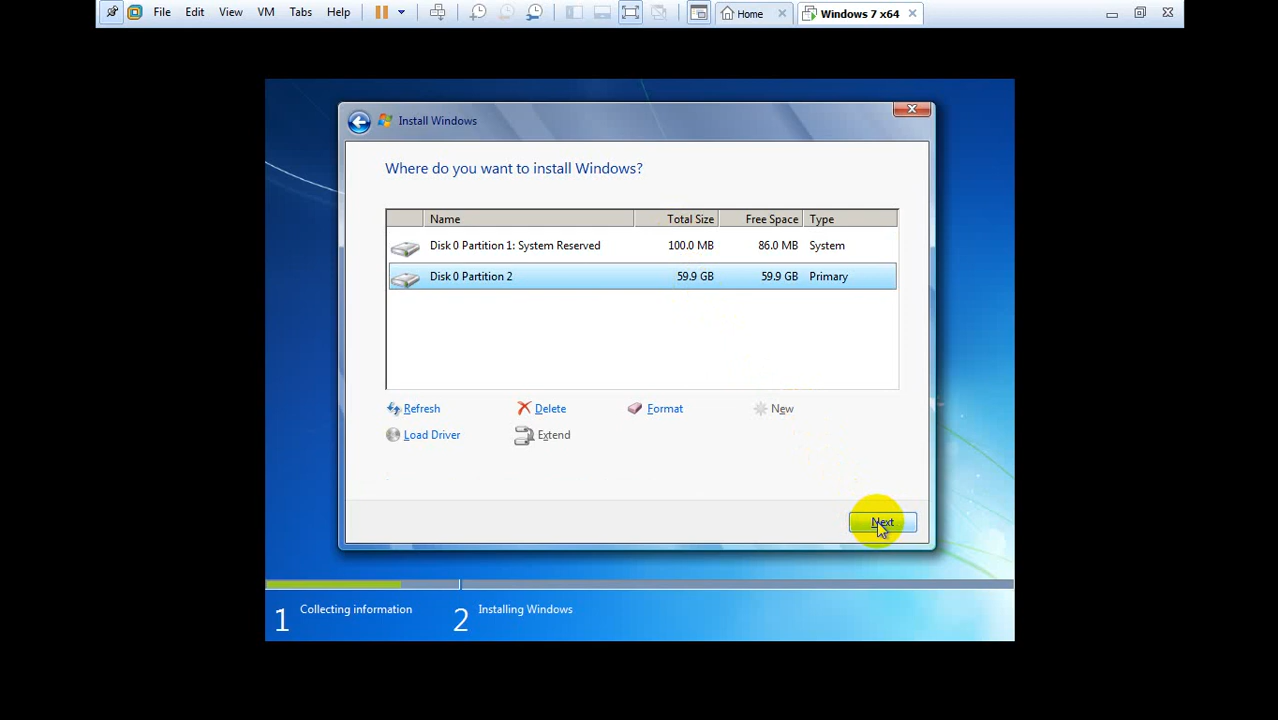 File Edit View VM Tabs Help Home Windows 7 x64
Install Windows
Where do you want to install Windows?
Name Total Size Free Space Type
Disk 0 Partition 1: System Reserved 100.0 MB 86.0 MB System
Disk 0 Partition 2 59.9 GB 59.9 GB Primary
Refresh Delete Format New
Load Driver Extend
Next
1 Collecting information 2 Installing Windows